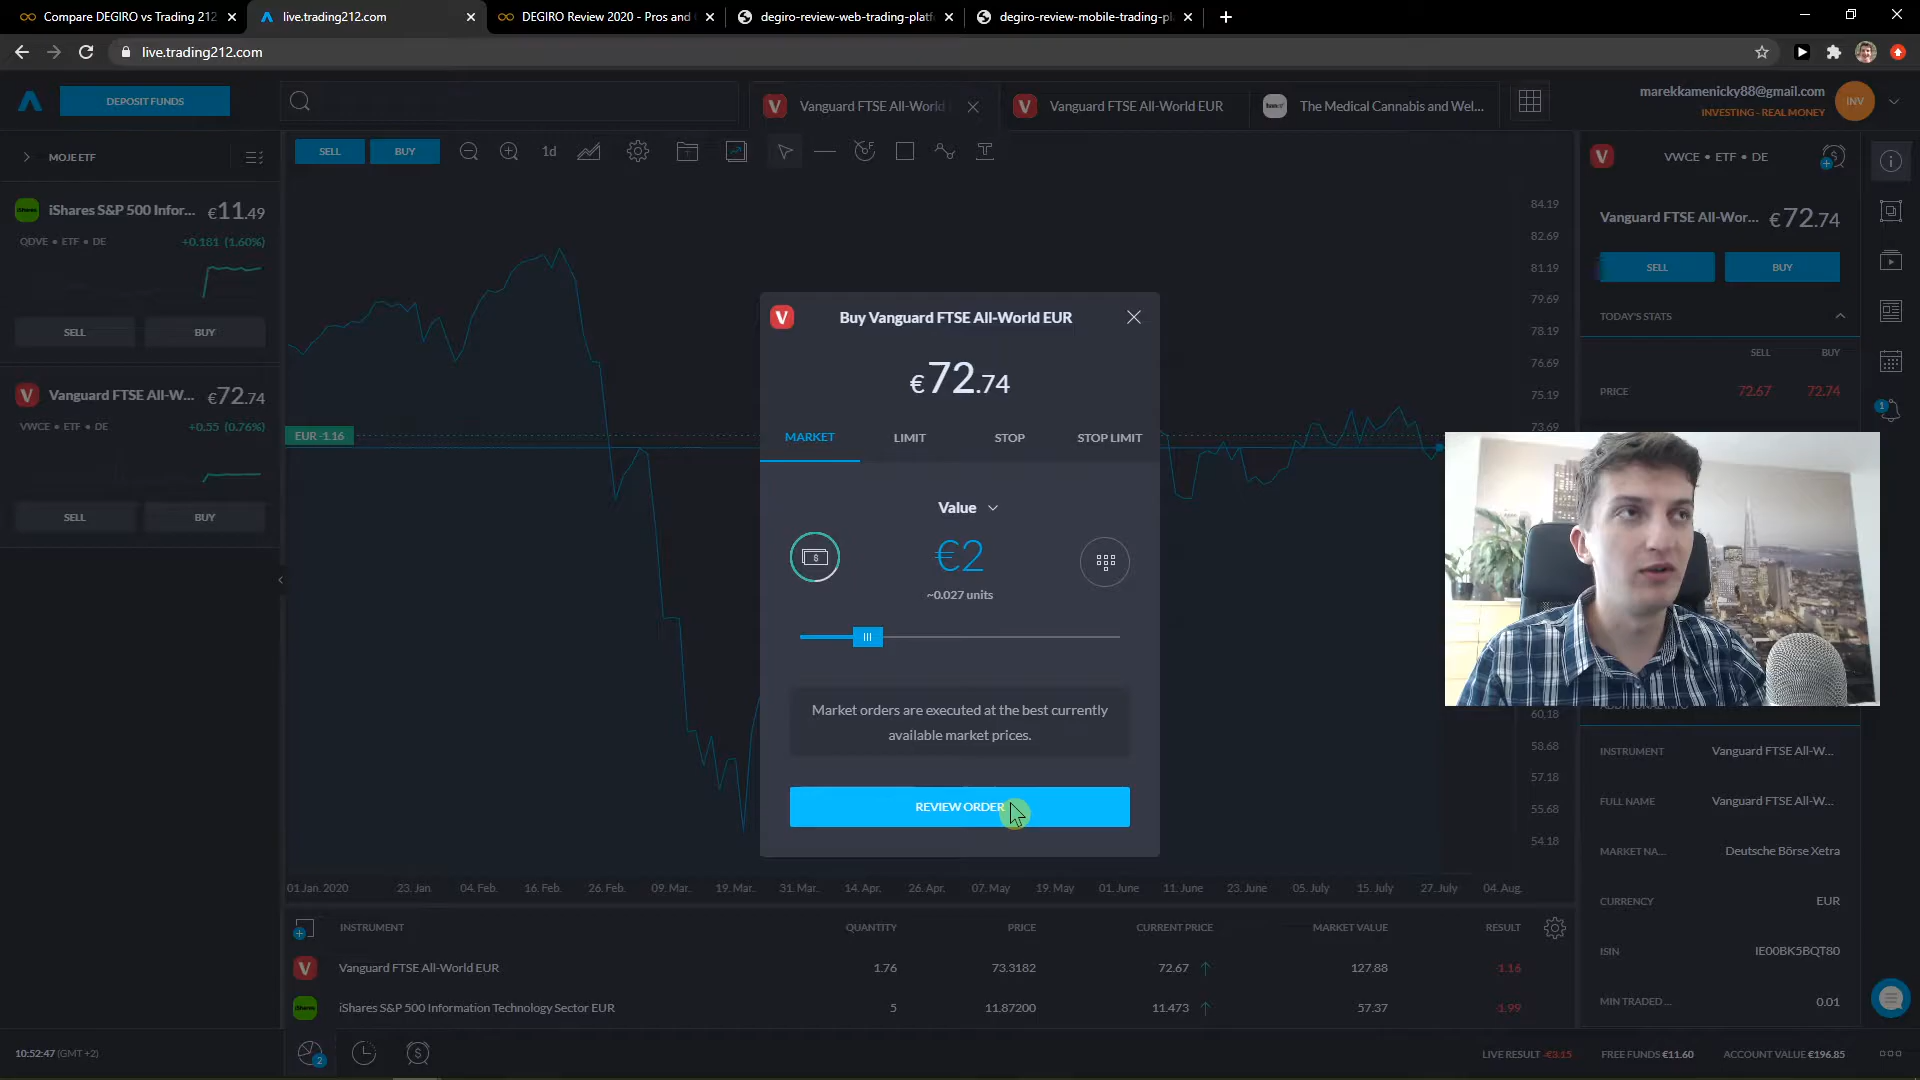 Compare DEGIRO vs Trading 212
live.trading212.com
DEGIRO Review 2020 - Pros and
degiro-review-web-trading-platf
degiro-review-mobile-trading-pl
live.trading212.com
DEPOSIT FUNDS
Vanguard FTSE All-World
Vanguard FTSE All-World EUR
The Medical Cannabis and Wel...
marekkamenicky88@gmail.com
INVESTING - REAL MONEY
INV
MOJE ETF
SELL
BUY
1d
VWCE • ETF • DE
iShares S&P 500 Infor...
€11.49
QDVE • ETF • DE
+0.181 (1.60%)
SELL
BUY
Vanguard FTSE All-W...
€72.74
VWCE • ETF • DE
+0.55 (0.76%)
SELL
BUY
EUR -1.16
84.19
82.69
81.19
79.69
78.19
76.69
75.19
73.69
60.18
58.68
57.18
55.68
54.18
Buy Vanguard FTSE All-World EUR
€72.74
MARKET
LIMIT
STOP
STOP LIMIT
Value
€2
~0.027 units
Market orders are executed at the best currently
available market prices.
REVIEW ORDER
Vanguard FTSE All-Wor...
€72.74
SELL
BUY
TODAY'S STATS
SELL
BUY
PRICE
72.67
72.74
1
INSTRUMENT
Vanguard FTSE All-W...
FULL NAME
Vanguard FTSE All-W...
MARKET NA...
Deutsche Börse Xetra
CURRENCY
EUR
ISIN
IE00BK5BQT80
MIN TRADED ...
0.01
01 Jan. 2020
23. Jan
04. Feb.
16. Feb.
26. Feb.
09. Mar.
19. Mar.
31. Mar.
14. Apr.
26. Apr.
07. May
19. May
01. June
11. June
23. June
05. July
15. July
27. July
04. Aug.
INSTRUMENT
QUANTITY
PRICE
CURRENT PRICE
MARKET VALUE
RESULT
Vanguard FTSE All-World EUR
1.76
73.3182
72.67
127.88
-1.16
iShares S&P 500 Information Technology Sector EUR
5
11.87200
11.473
57.37
-1.99
10:52:47 (GMT +2)
2
LIVE RESULT -€3.15
FREE FUNDS €11.60
ACCOUNT VALUE €196.85